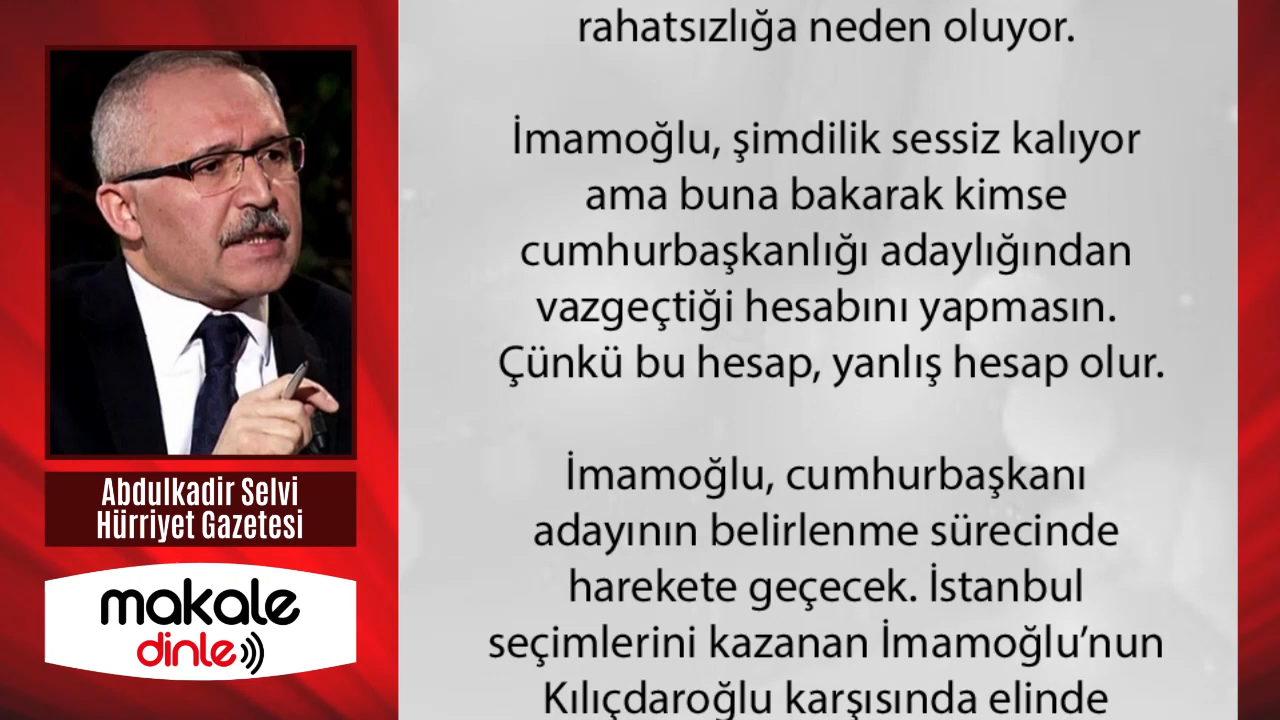 rahatsızlığa neden oluyor.
İmamoğlu, şimdilik sessiz kalıyor
ama buna bakarak kimse
cumhurbaşkanlığı adaylığından
vazgeçtiği hesabını yapmasın.
Çünkü bu hesap, yanlış hesap olur.
İmamoğlu, cumhurbaşkanı
adayının belirlenme sürecinde
harekete geçecek. İstanbul
seçimlerini kazanan İmamoğlu’nun
Kılıçdaroğlu karşısında elinde
Abdulkadir Selvi
Hürriyet Gazetesi
makale
dinle